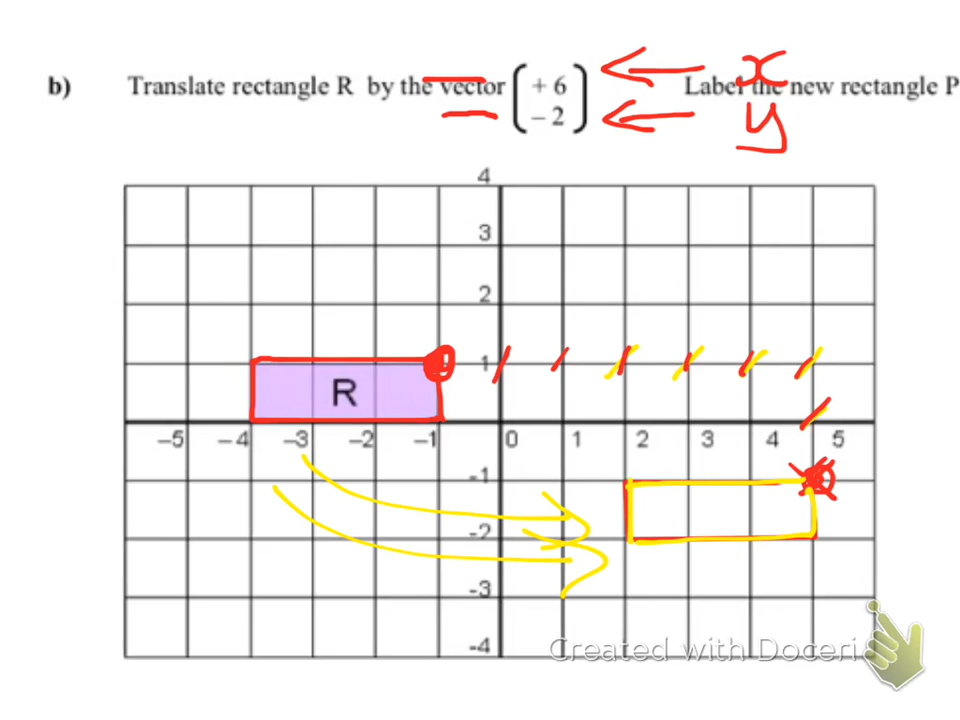 b) Translate rectangle R by the vector ( + 6 Label the new rectangle P
– 2 )
x
y
4
3
2
1
R
–5 –4 –3 –2 –1 0 1 2 3 4 5
-1
-2
-3
-4
Created with Doceri